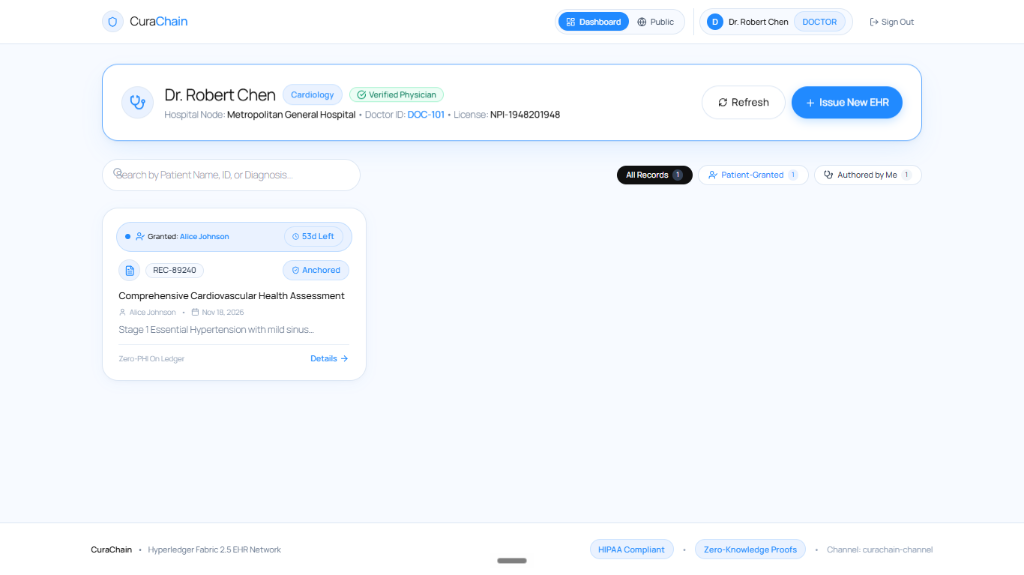 CuraChain
Dashboard
Public
D
Dr. Robert Chen
DOCTOR
Sign Out
Dr. Robert Chen
Cardiology
Verified Physician
Hospital Node: Metropolitan General Hospital • Doctor ID: DOC-101 • License: NPI-1948201948
Refresh
+ Issue New EHR
Search by Patient Name, ID, or Diagnosis...
All Records 1
Patient-Granted 1
Authored by Me 1
Granted: Alice Johnson
53d Left
REC-89240
Anchored
Comprehensive Cardiovascular Health Assessment
Alice Johnson • Nov 18, 2026
Stage 1 Essential Hypertension with mild sinus...
Zero-PHI On Ledger
Details →
CuraChain • Hyperledger Fabric 2.5 EHR Network
HIPAA Compliant • Zero-Knowledge Proofs • Channel: curachain-channel